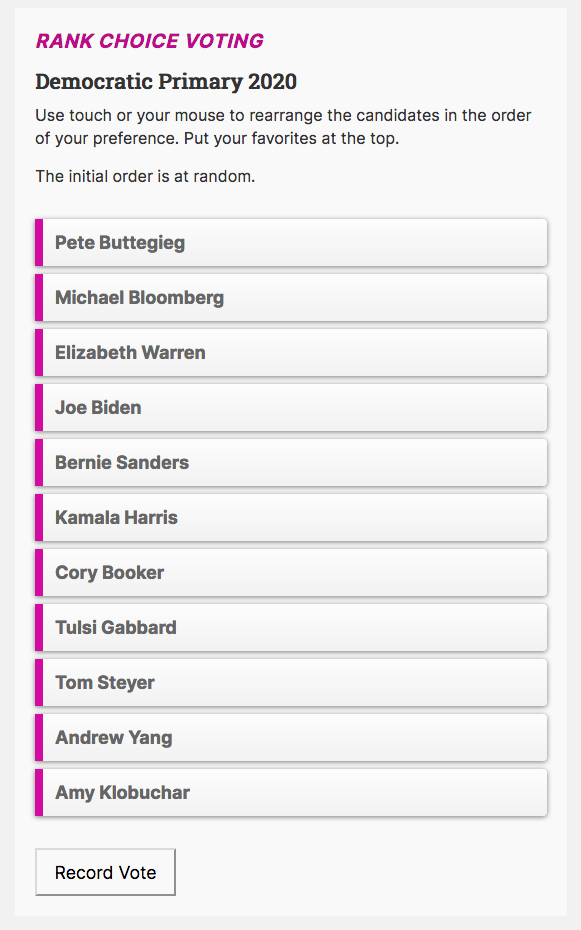 RANK CHOICE VOTING
Democratic Primary 2020
Use touch or your mouse to rearrange the candidates in the order
of your preference. Put your favorites at the top.
The initial order is at random.
Pete Buttegieg
Michael Bloomberg
Elizabeth Warren
Joe Biden
Bernie Sanders
Kamala Harris
Cory Booker
Tulsi Gabbard
Tom Steyer
Andrew Yang
Amy Klobuchar
Record Vote